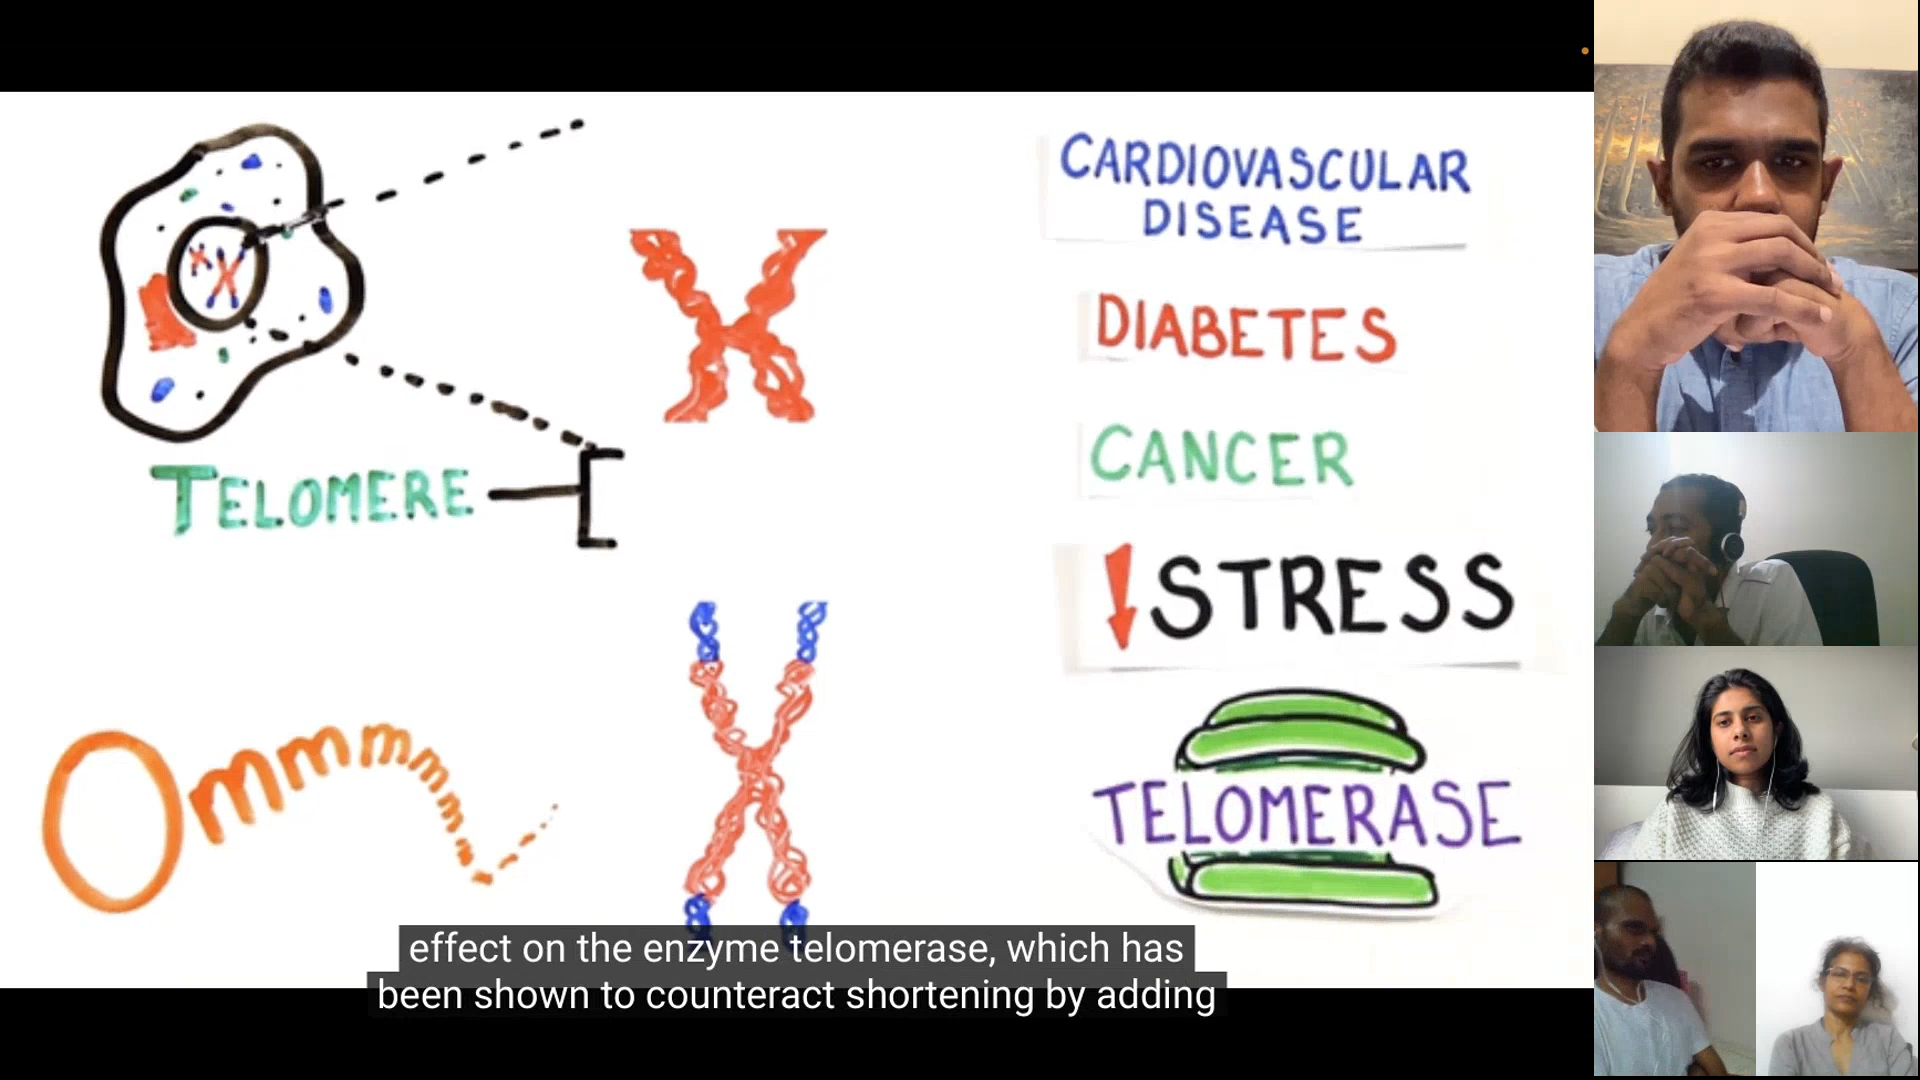 CARDIOVASCULAR
DISEASE
DIABETES
CANCER
TELOMERE
STRESS
Ommmmmm
TELOMERASE
effect on the enzyme telomerase, which has
been shown to counteract shortening by adding